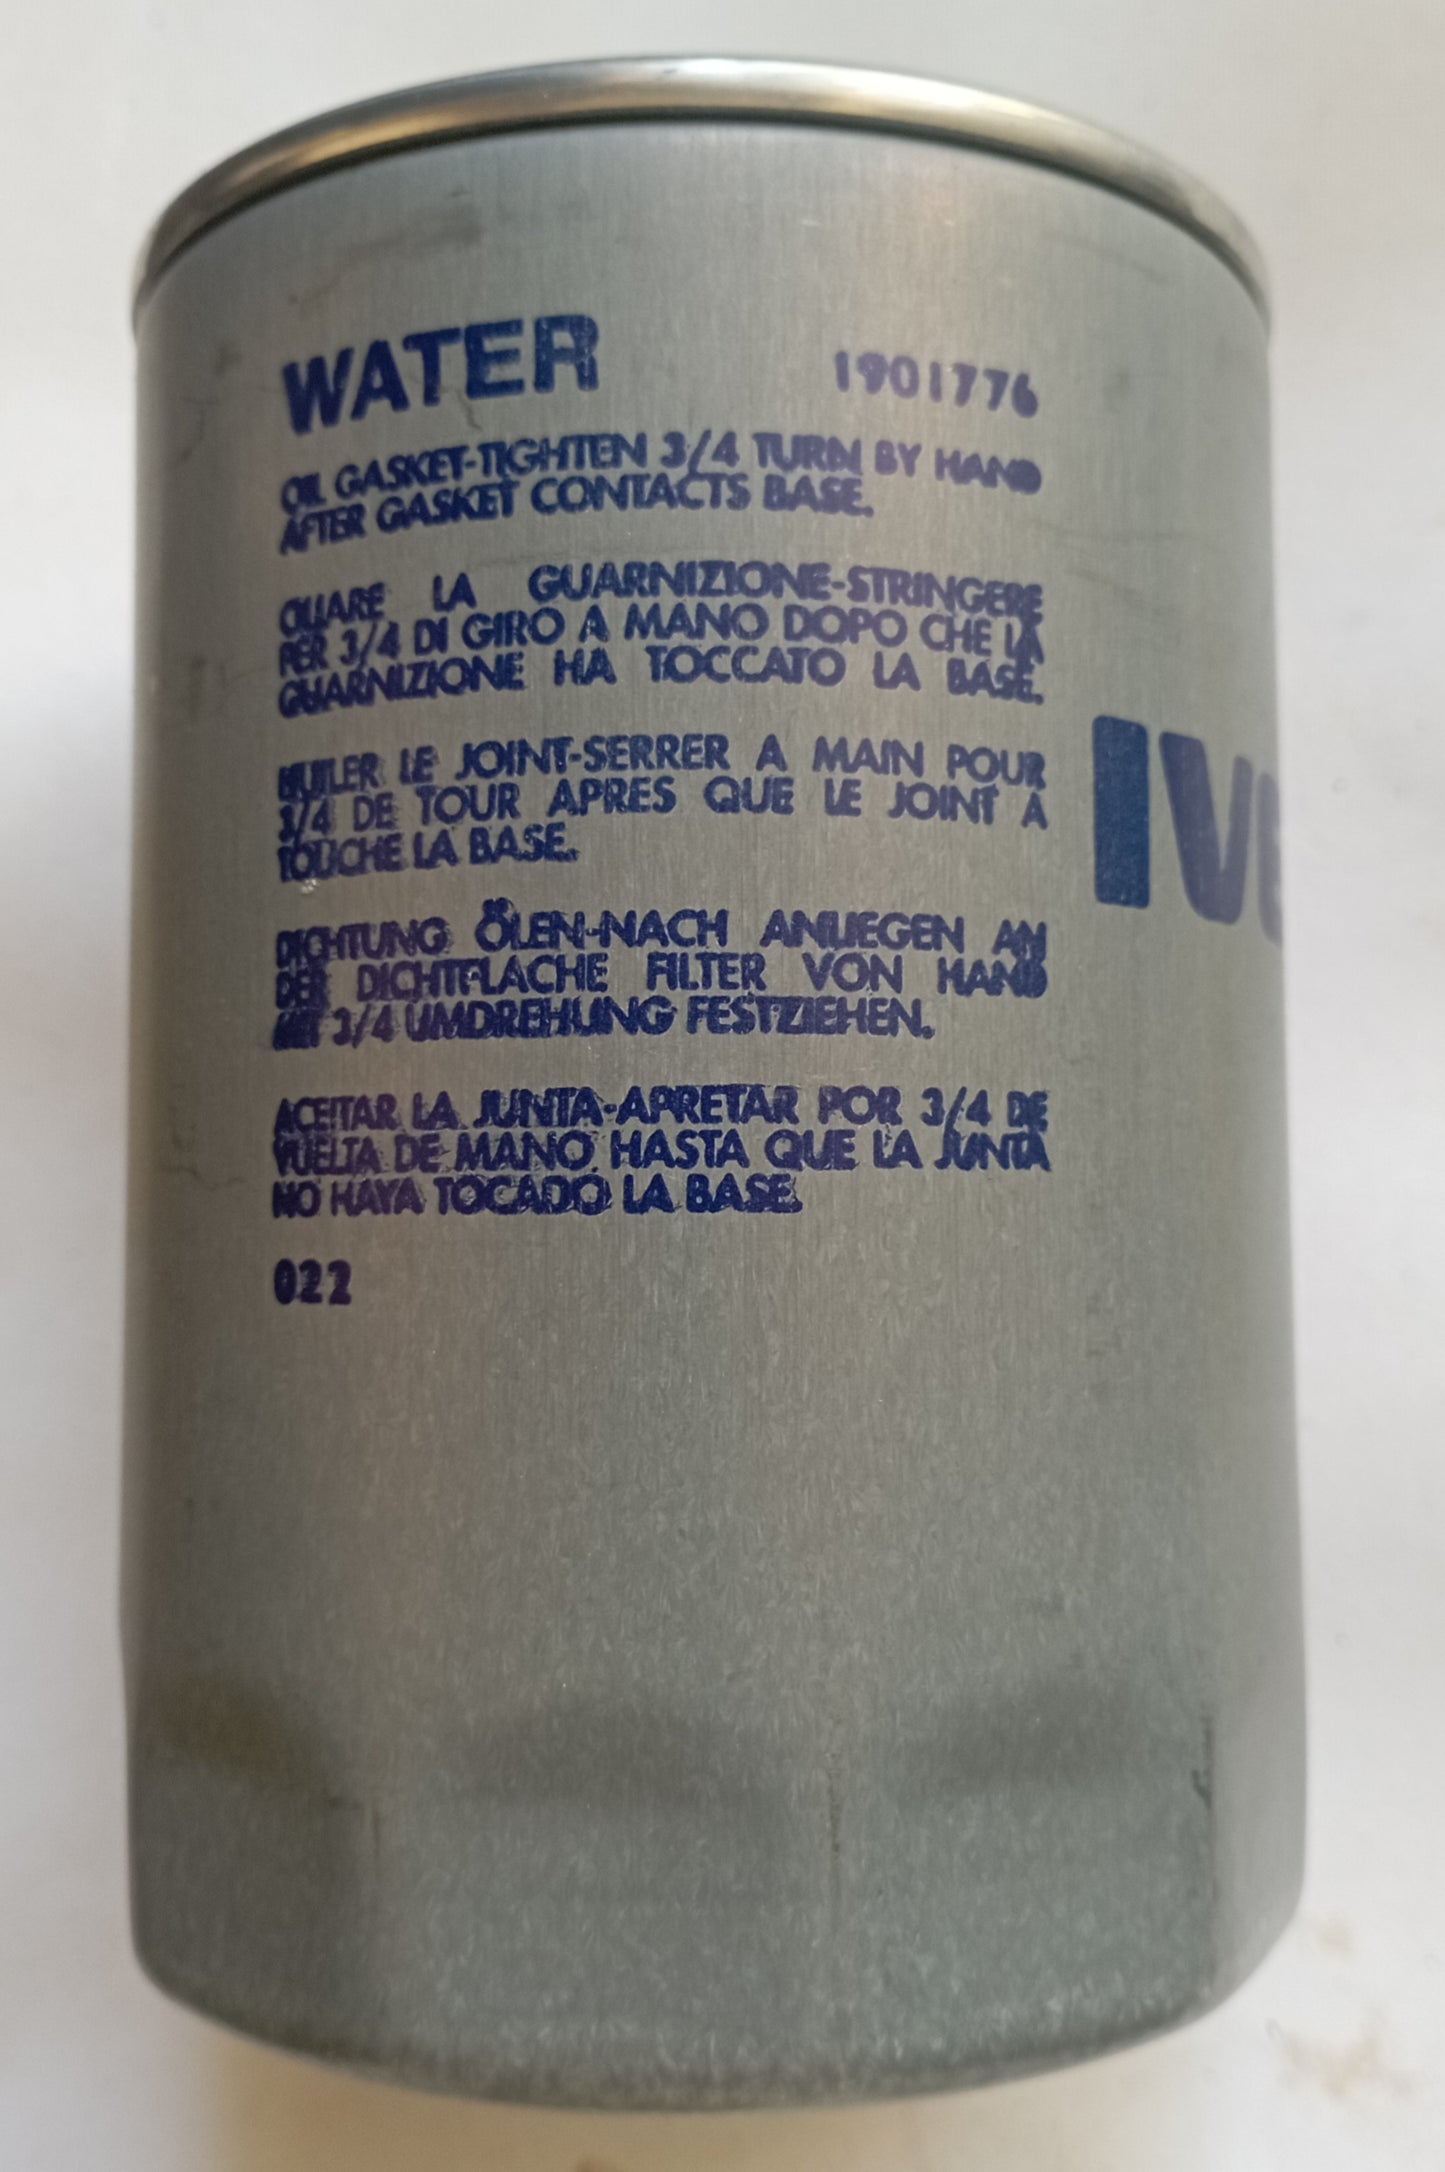 WATER 1901776
OIL GASKET-TIGHTEN 3/4 TURN BY HAND
AFTER GASKET CONTACTS BASE.
OLIARE LA GUARNIZIONE-STRINGERE
PER 3/4 DI GIRO A MANO DOPO CHE LA
GUARNIZIONE HA TOCCATO LA BASE.
HUILER LE JOINT-SERRER A MAIN POUR
3/4 DE TOUR APRES QUE LE JOINT A
TOUCHE LA BASE.
DICHTUNG ÖLEN-NACH ANLIEGEN AN
DER DICHTFLACHE FILTER VON HAND
MIT 3/4 UMDREHUNG FESTZIEHEN.
ACEITAR LA JUNTA-APRETAR POR 3/4 DE
VUELTA DE MANO HASTA QUE LA JUNTA
NO HAYA TOCADO LA BASE.
022